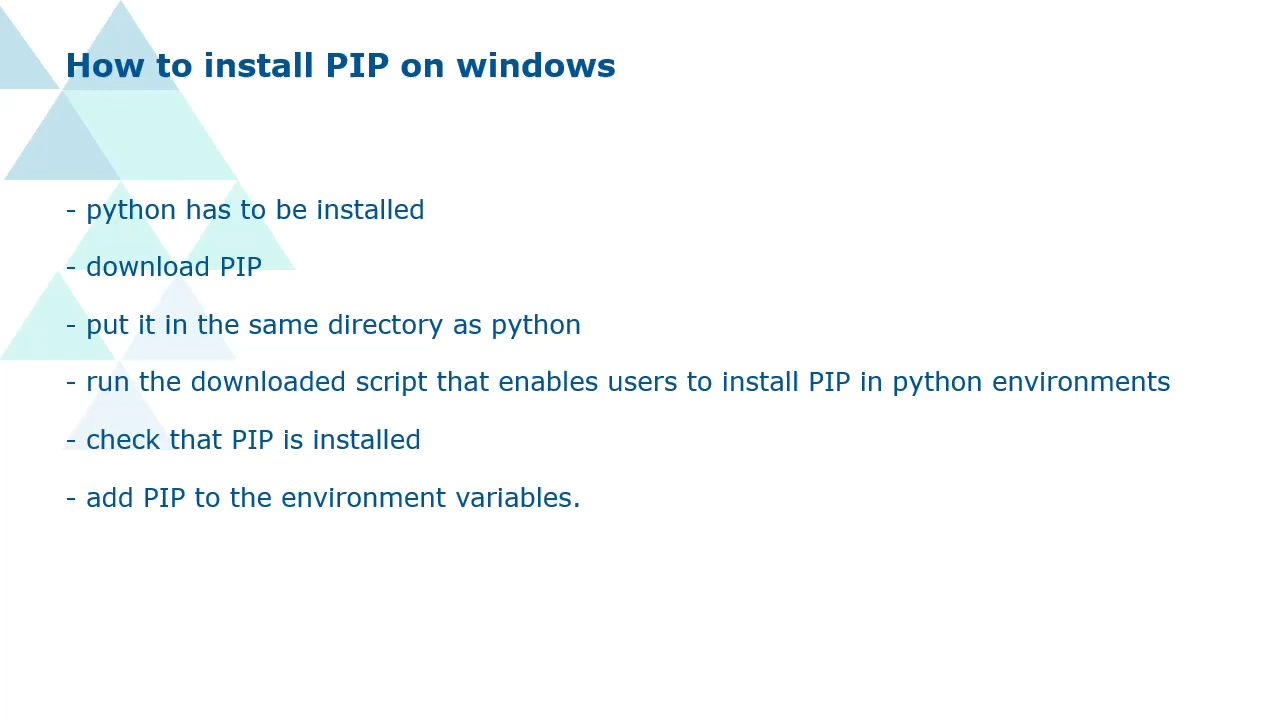 How to install PIP on windows
- python has to be installed
- download PIP
- put it in the same directory as python
- run the downloaded script that enables users to install PIP in python environments
- check that PIP is installed
- add PIP to the environment variables.